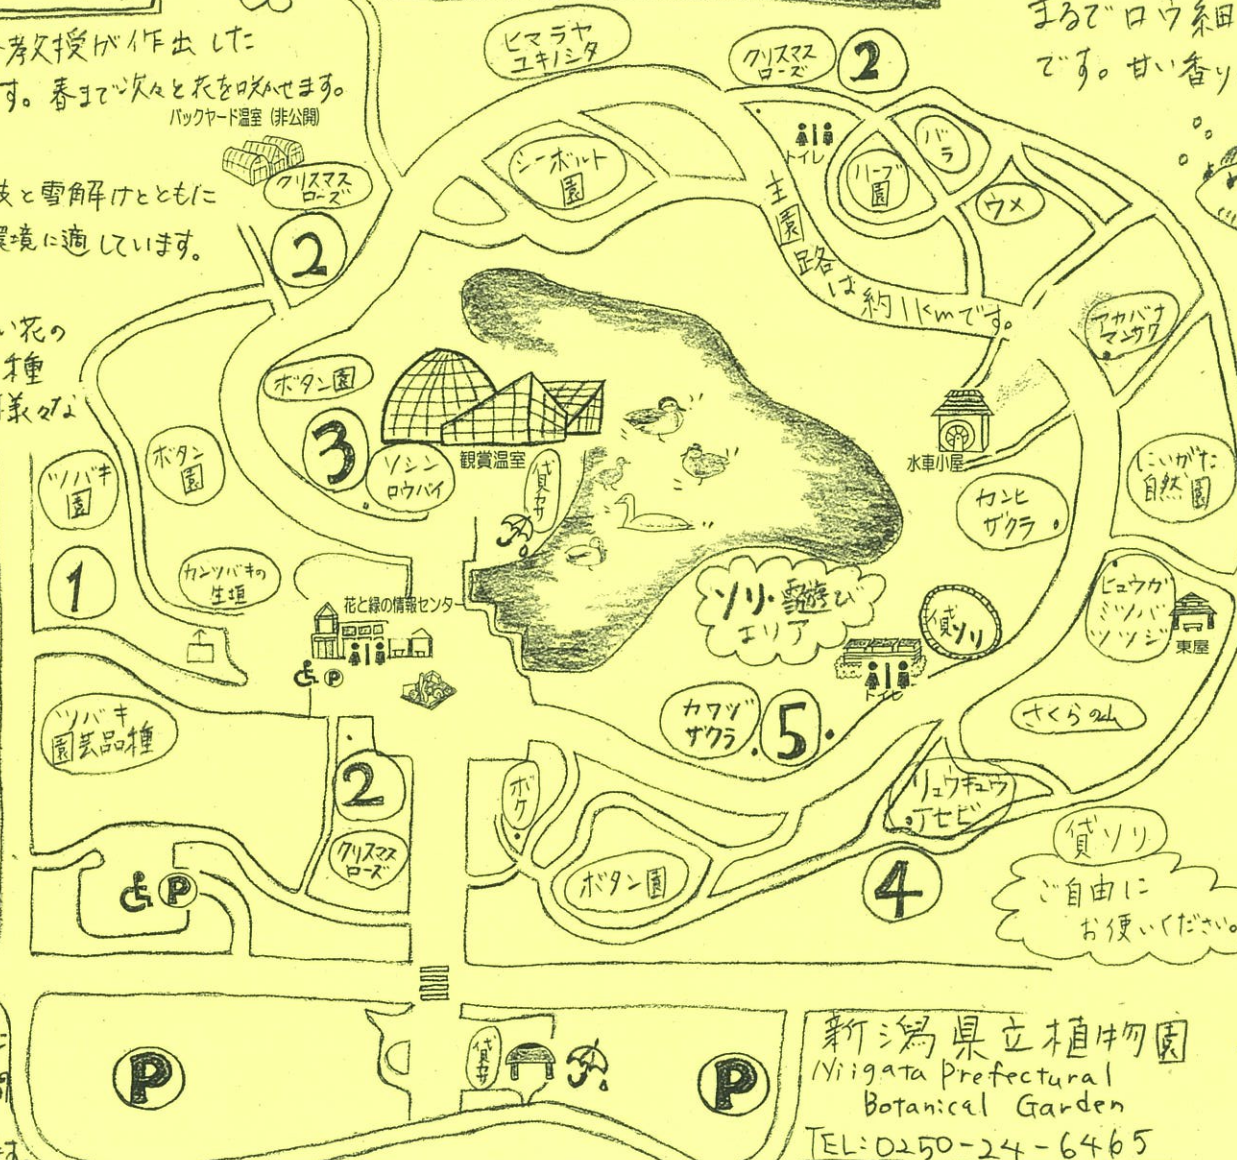 教授が作出した
す。春まで次々と花を咲かせます。
バックヤード温室（非公開）
クリスマス
ローズ
2
と雪解けとともに
環境に適しています。
い花の
種
様々な
ヒマラヤ
ユキノシタ
クリスマス
ローズ
2
まるでロウ細
です。甘い香り
シーボルト
園
トイレ
ハーブ
園
バラ
ウメ
主園路は約1kmです。
アカバナ
マンサク
ボタン園
3
ソシン
ロウバイ
観賞温室
貸カサ
水車小屋
カンヒ
ザクラ
にいがた
自然園
ツバキ
園
1
ボタン
園
カンツバキの
生垣
花と緑の情報センター
P
ソリ・雪遊び
エリア
貸ソリ
トイレ
ヒュウガ
ミツバ
ツツジ
東屋
カワヅ
ザクラ
5
さくらの山
ツバキ
園芸品種
2
クリスマス
ローズ
P
ボケ
ボタン園
リュウキュウ
アセビ
4
貸ソリ
ご自由に
お使いください。
P
貸カサ
P
新潟県立植物園
Niigata Prefectural
Botanical Garden
TEL:0250-24-6465